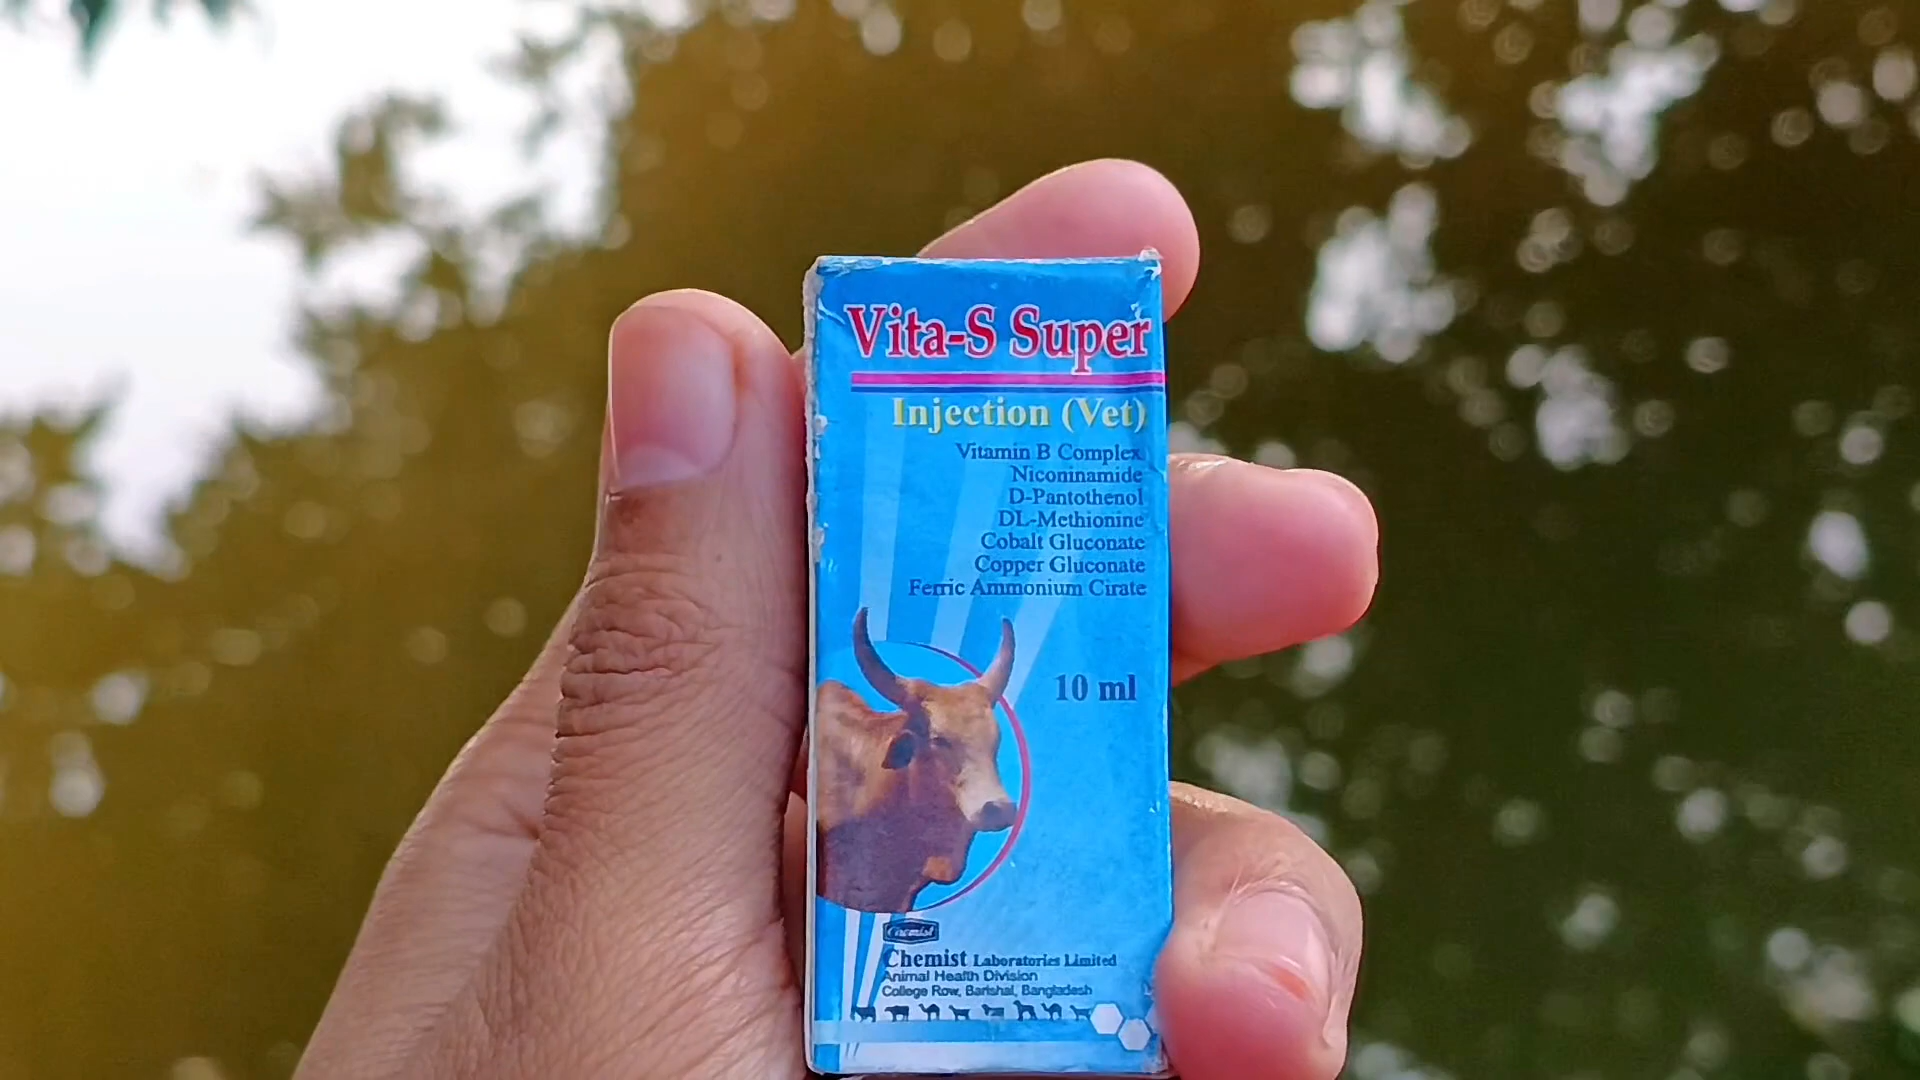 Vita-S Super
Injection (Vet)
Vitamin B Complex
Niconinamide
D-Pantothenol
DL-Methionine
Cobalt Gluconate
Copper Gluconate
Ferric Ammonium Cirate
10 ml
Chemist
Chemist Laboratories Limited
Animal Health Division
College Row, Barishal, Bangladesh